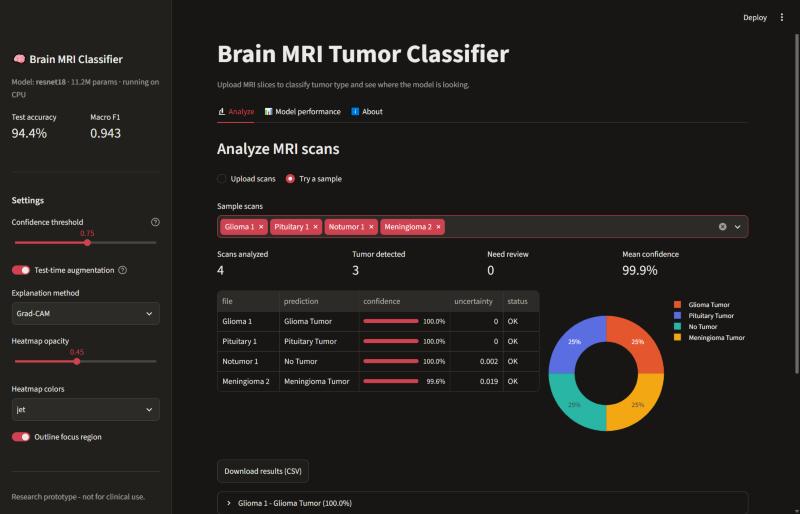 Deploy
Brain MRI Classifier
Model: resnet18 · 11.2M params · running on
CPU
Test accuracy
Macro F1
94.4%
0.943
Settings
Confidence threshold
0.75
Test-time augmentation
Explanation method
Grad-CAM
Heatmap opacity
0.45
Heatmap colors
jet
Outline focus region
Research prototype - not for clinical use.
Brain MRI Tumor Classifier
Upload MRI slices to classify tumor type and see where the model is looking.
Analyze Model performance About
Analyze MRI scans
Upload scans Try a sample
Sample scans
Glioma 1 × Pituitary 1 × Notumor 1 × Meningioma 2 ×
Scans analyzed Tumor detected Need review Mean confidence
4 3 0 99.9%
file prediction confidence uncertainty status
Glioma 1 Glioma Tumor 100.0% 0 OK
Pituitary 1 Pituitary Tumor 100.0% 0 OK
Notumor 1 No Tumor 100.0% 0.002 OK
Meningioma 2 Meningioma Tumor 99.6% 0.019 OK
Glioma Tumor
Pituitary Tumor
No Tumor
Meningioma Tumor
25% 25%
25% 25%
Download results (CSV)
Glioma 1 - Glioma Tumor (100.0%)